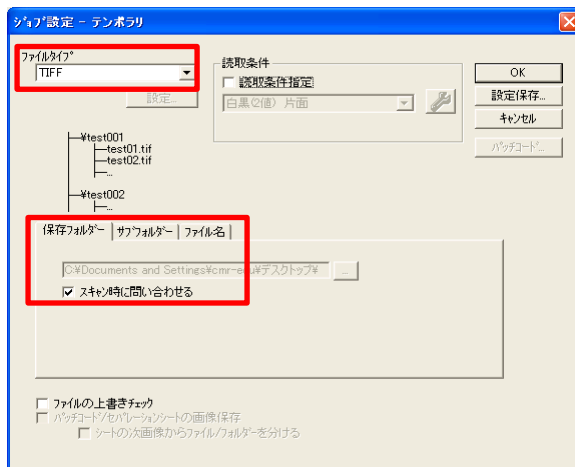 ｼﾞｮﾌﾞ設定 - テンポラリ
ﾌｧｲﾙﾀｲﾌﾟ
TIFF
設定...
読取条件
読取条件指定
白黒(2値) 片面
OK
設定保存...
キャンセル
ﾊﾟｯﾁｺｰﾄﾞ...
¥test001
test01.tif
test02.tif
...
¥test002
...
保存ﾌｫﾙﾀﾞｰ
ｻﾌﾞﾌｫﾙﾀﾞｰ
ﾌｧｲﾙ名
C:¥Documents and Settings¥cmr-edu¥デスクトップ¥
...
ｽｷｬﾝ時に問い合わせる
ﾌｧｲﾙの上書きﾁｪｯｸ
ﾊﾟｯﾁｺｰﾄﾞ/ｾﾊﾟﾚｰｼｮﾝｼｰﾄの画像保存
ｼｰﾄの次画像からﾌｧｲﾙ/ﾌｫﾙﾀﾞｰを分ける